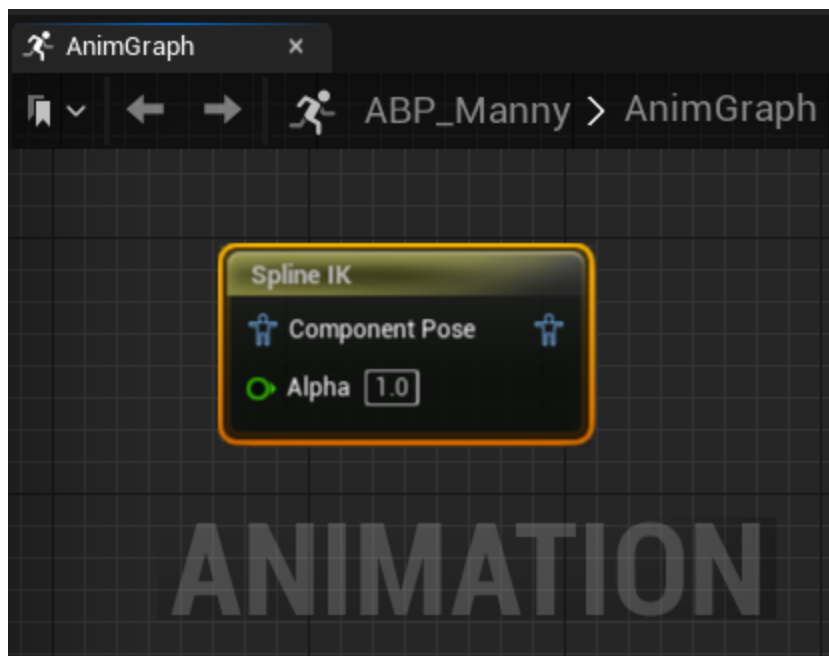 AnimGraph
ABP_Manny > AnimGraph
Spline IK
Component Pose
Alpha 1.0
ANIMATION